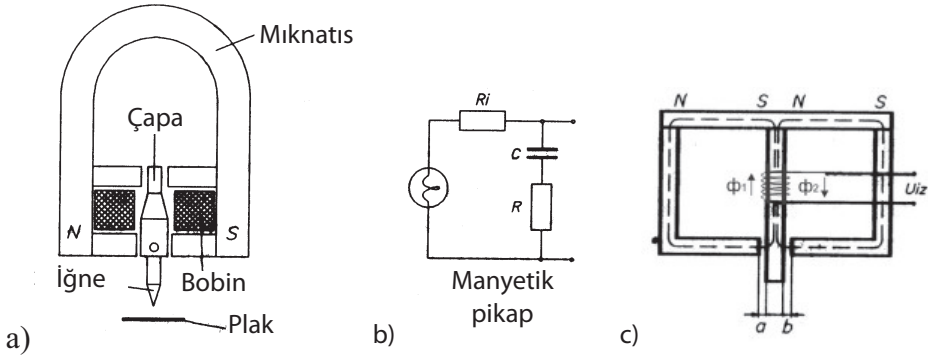 Mıknatıs
Çapa
N
S
İğne
Bobin
Plak
a)
Ri
C
R
Manyetik
pikap
b)
N
S
N
S
ϕ1
ϕ2
Uiz
a
b
c)